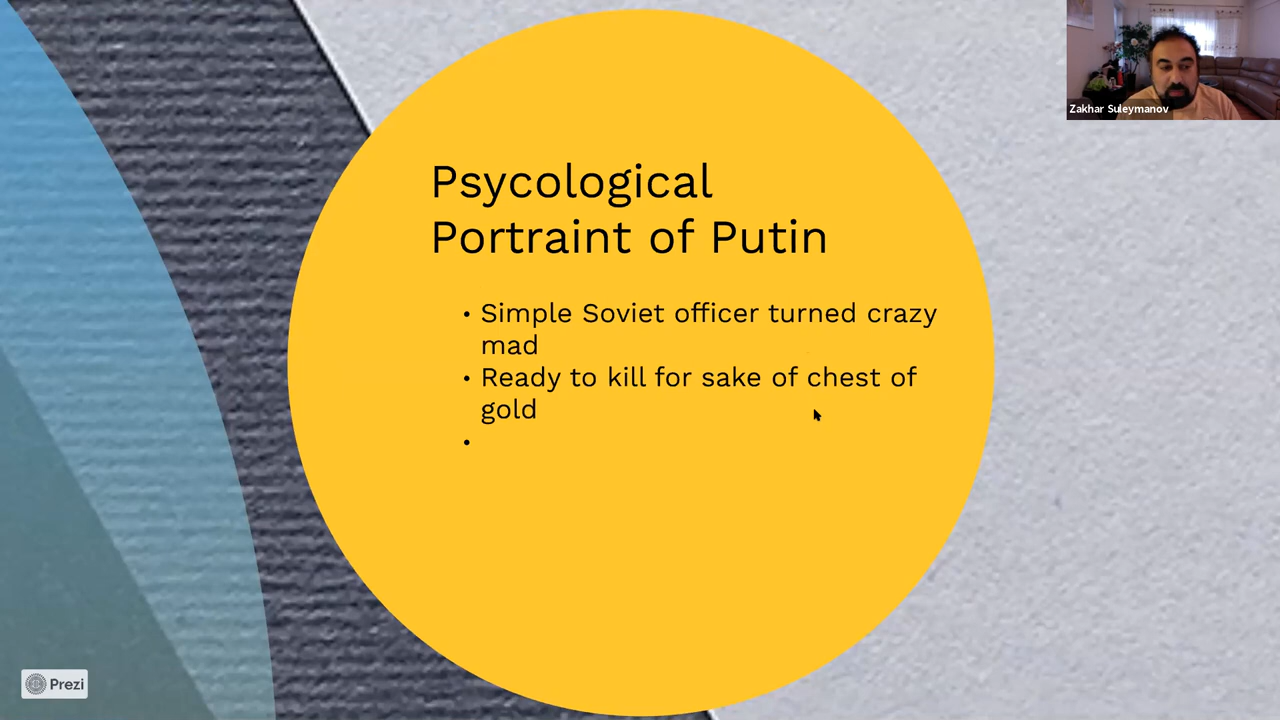 Zakhar Suleymanov
Psycological
Portraint of Putin
• Simple Soviet officer turned crazy
mad
• Ready to kill for sake of chest of
gold
•
Prezi